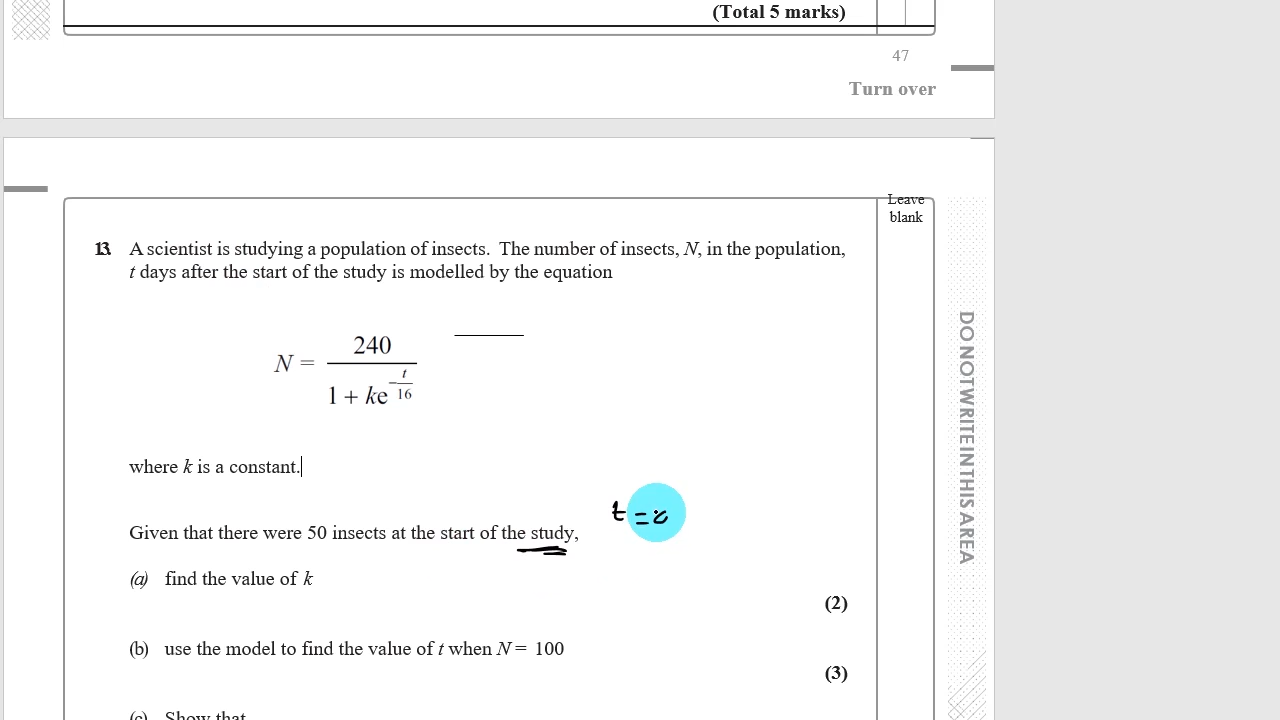 (Total 5 marks)
47
Turn over
Leave
blank
13 A scientist is studying a population of insects. The number of insects, N, in the population,
t days after the start of the study is modelled by the equation
N = 240 / (1 + ke^(-t/16))
where k is a constant.
t =
Given that there were 50 insects at the start of the study,
(a) find the value of k
(2)
(b) use the model to find the value of t when N = 100
(3)
(c) Show that
DO NOT WRITE IN THIS AREA